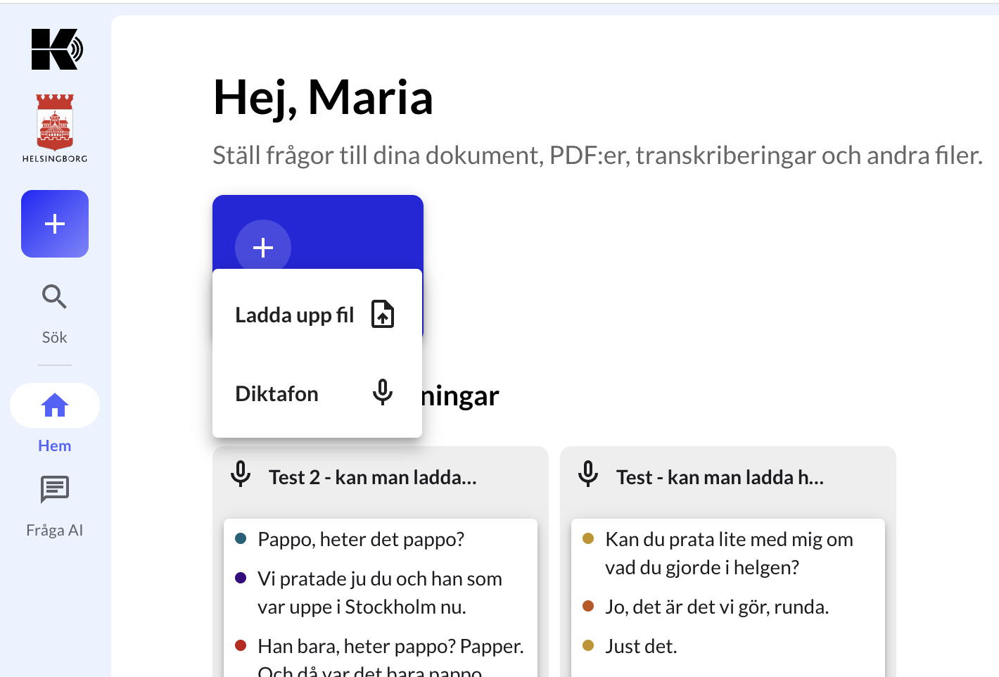 HELSINGBORG
Sök
Hem
Fråga AI
Hej, Maria
Ställ frågor till dina dokument, PDF:er, transkriberingar och andra filer.
Ladda upp fil
Diktafon
ningar
Test 2 - kan man ladda...
Pappo, heter det pappo?
Vi pratade ju du och han som
var uppe i Stockholm nu.
Han bara, heter pappo? Papper.
Och då var det bara pappo
Test - kan man ladda h...
Kan du prata lite med mig om
vad du gjorde i helgen?
Jo, det är det vi gör, runda.
Just det.